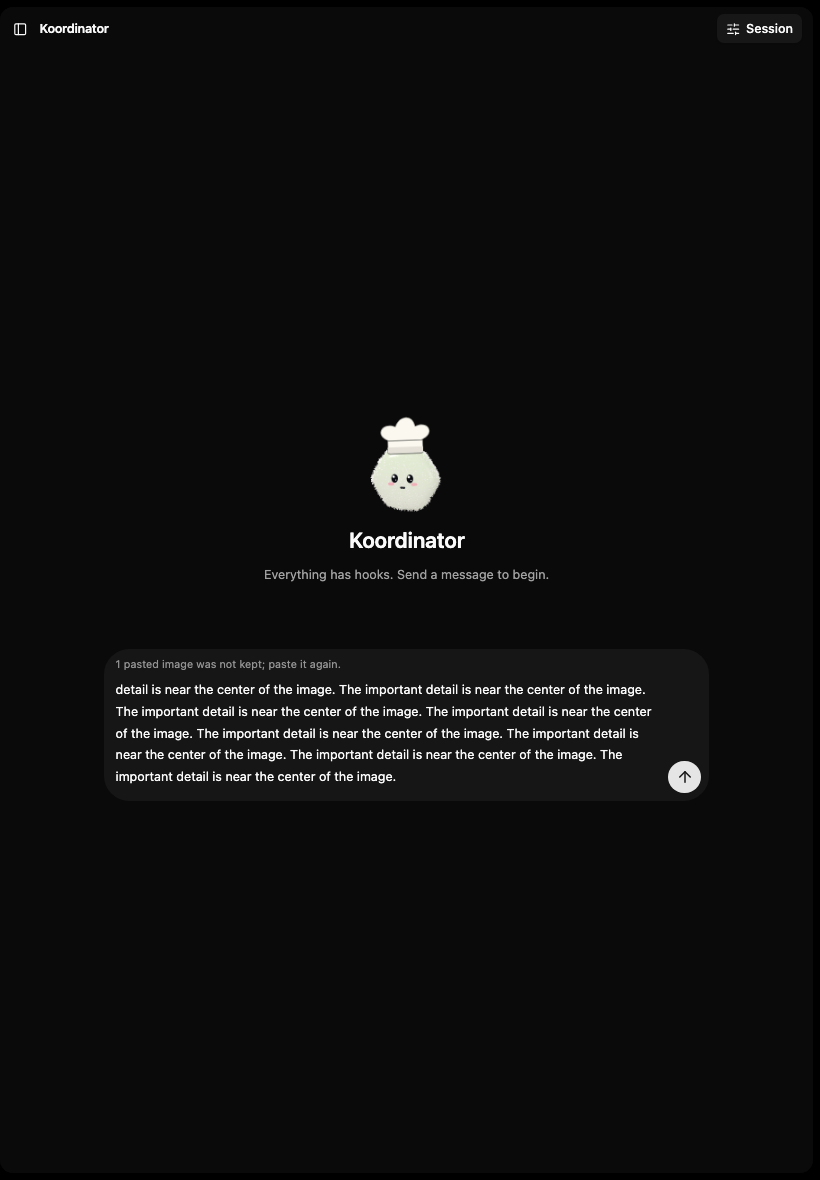 Koordinator
Session
Koordinator
Everything has hooks. Send a message to begin.
1 pasted image was not kept; paste it again.
detail is near the center of the image. The important detail is near the center of the image.
The important detail is near the center of the image. The important detail is near the center
of the image. The important detail is near the center of the image. The important detail is
near the center of the image. The important detail is near the center of the image. The
important detail is near the center of the image.